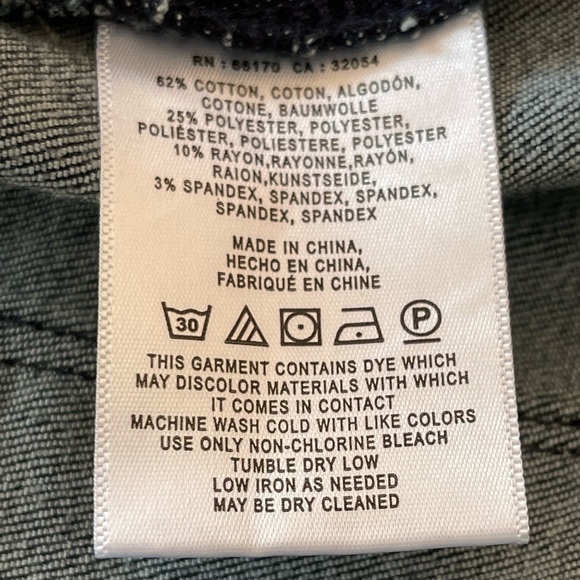 RN : 66170 CA : 32054
62% COTTON, COTON, ALGODÓN,
COTONE, BAUMWOLLE
25% POLYESTER, POLYESTER,
POLIÉSTER, POLIESTERE, POLYESTER
10% RAYON,RAYONNE,RAYÓN,
RAION,KUNSTSEIDE,
3% SPANDEX, SPANDEX, SPANDEX,
SPANDEX, SPANDEX
MADE IN CHINA,
HECHO EN CHINA,
FABRIQUÉ EN CHINE
30 P
THIS GARMENT CONTAINS DYE WHICH
MAY DISCOLOR MATERIALS WITH WHICH
IT COMES IN CONTACT
MACHINE WASH COLD WITH LIKE COLORS
USE ONLY NON-CHLORINE BLEACH
TUMBLE DRY LOW
LOW IRON AS NEEDED
MAY BE DRY CLEANED